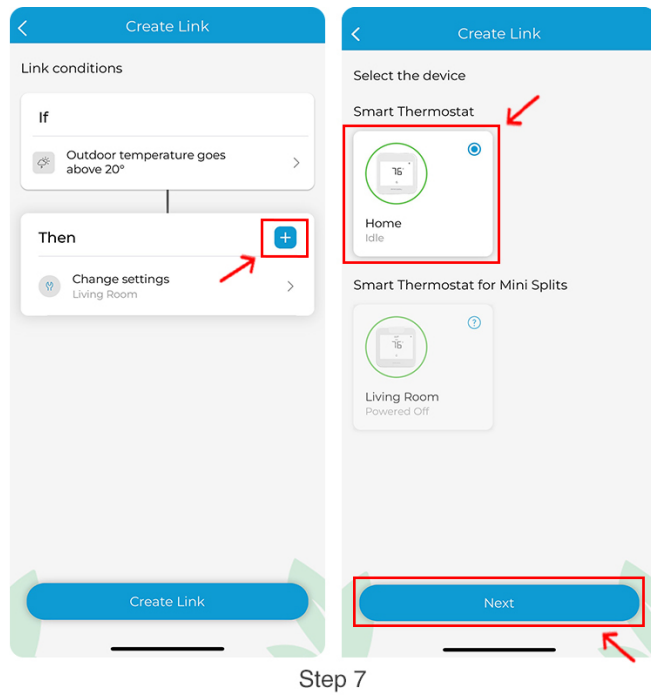 Create Link
Link conditions
If
Outdoor temperature goes
above 20°
Then
+
Change settings
Living Room
Create Link
Create Link
Select the device
Smart Thermostat
76
Home
Idle
Smart Thermostat for Mini Splits
?
76
Living Room
Powered Off
Next
Step 7